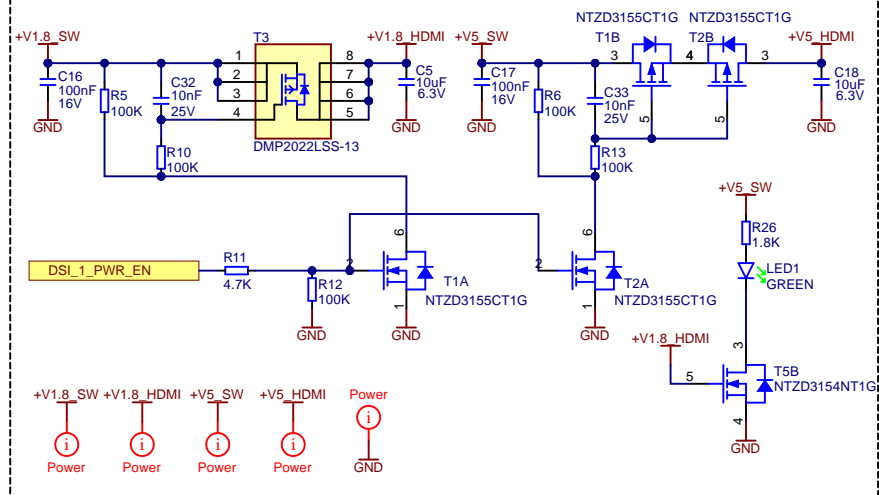 NTZD3155CT1G NTZD3155CT1G
+V1.8_SW T3 +V1.8_HDMI +V5_SW T1B T2B +V5_HDMI
1 8 3 4 3
C16 100nF 16V
R5 100K
C32 10nF 25V
2 7
3 6
4 5
C5 10uF 6.3V
C17 100nF 16V
R6 100K
C33 10nF 25V
5 5
C18 10uF 6.3V
GND GND GND GND
DMP2022LSS-13
R10 100K
R13 100K
+V5_SW
R26 1.8K
6 6
DSI_1_PWR_EN
R11 4.7K
2 2
R12 100K
T1A NTZD3155CT1G
T2A NTZD3155CT1G
LED1 GREEN
1 1
GND GND GND
+V1.8_HDMI
3
5
T5B NTZD3154NT1G
4
GND
+V1.8_SW +V1.8_HDMI +V5_SW +V5_HDMI Power
i i i i i
Power Power Power Power GND